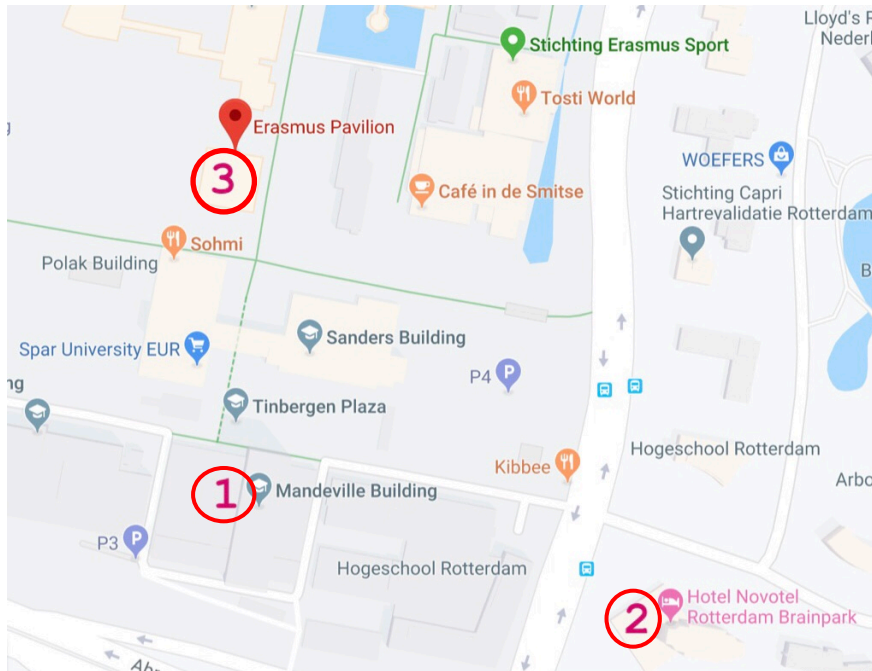 Lloyd's
Nederl
Stichting Erasmus Sport
Tosti World
Erasmus Pavilion
WOEFERS
3
Café in de Smitse
Stichting Capri
Hartrevalidatie Rotterdam
Sohmi
Polak Building
B
Sanders Building
Spar University EUR
P4 P
ng
Tinbergen Plaza
Hogeschool Rotterdam
Kibbee
Arbo
1
Mandeville Building
P3 P
Hogeschool Rotterdam
Hotel Novotel
2
Rotterdam Brainpark